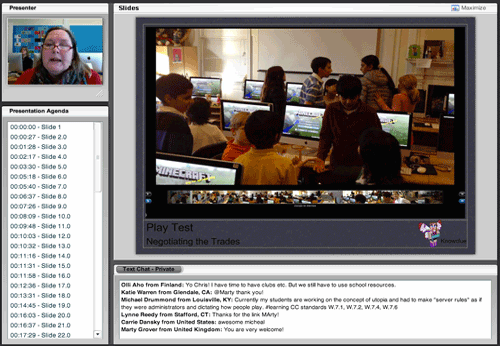 Presenter
Slides
Maximize
Presentation Agenda
00:00:00 - Slide 1
00:00:27 - Slide 2.0
00:01:28 - Slide 3.0
00:02:17 - Slide 4.0
00:03:30 - Slide 5.0
00:05:18 - Slide 6.0
00:05:40 - Slide 7.0
00:06:37 - Slide 8.0
00:07:26 - Slide 9.0
00:08:09 - Slide 10.0
00:09:48 - Slide 11.0
00:10:03 - Slide 12.0
00:10:32 - Slide 13.0
00:11:16 - Slide 14.0
00:11:31 - Slide 15.0
00:11:58 - Slide 16.0
00:12:36 - Slide 17.0
00:13:31 - Slide 18.0
00:14:45 - Slide 19.0
00:16:03 - Slide 20.0
00:16:37 - Slide 21.0
00:17:29 - Slide 22.0
MINECRAFT
MINECRAFT
Play Test
Negotiating the Trades
Knowclue
Text Chat - Private
Olli Aho from Finland: Yo Chris! I have time to have clubs etc. But we still have to use school resources.
Katie Warren from Glendale, CA: @Marty thank you!
Michael Drummond from Louisville, KY: Currently my students are working on the concept of utopia and had to make "server rules" as if
they were administrators and dictating how people play. #learning CC standards W.7.1, W.7.2, W.7.4, W.7.6
Lynne Reedy from Stafford, CT: Thanks for the link MArty!
Carrie Dansky from United States: awesome micheal
Marty Grover from United Kingdom: You are very welcome!